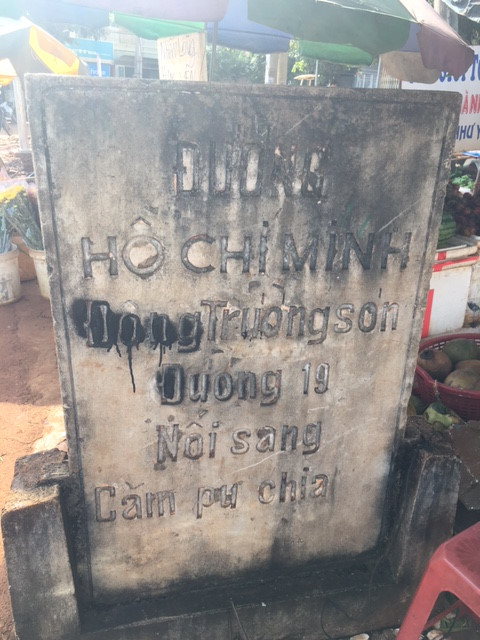 ĐƯỜNG
HỒ CHÍ MINH
Đông Trường sơn
Đường 19
Nối sang
Căm pu chia